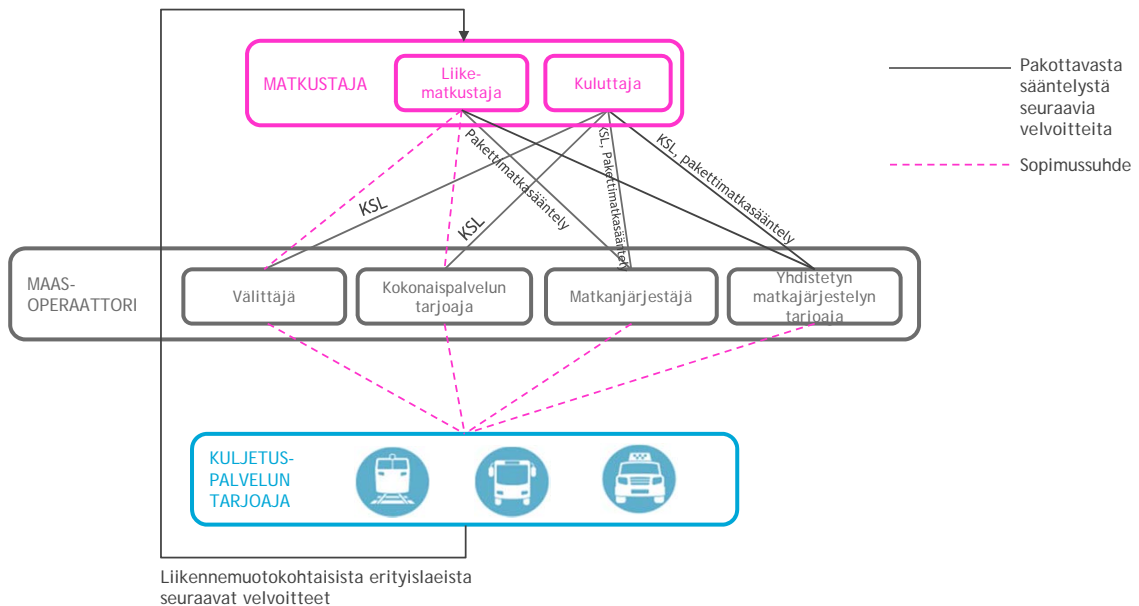 MATKUSTAJA
Liike-
matkustaja
Kuluttaja
Pakottavasta
sääntelystä
seuraavia
velvoitteita
Sopimussuhde
KSL
KSL
Pakettimatkasääntely
KSL, Pakettimatkasääntely
KSL, pakettimatkasääntely
MAAS-
OPERAATTORI
Välittäjä
Kokonaispalvelun
tarjoaja
Matkanjärjestäjä
Yhdistetyn
matkajärjestelyn
tarjoaja
KULJETUS-
PALVELUN
TARJOAJA
Liikennemuotokohtaisista erityislaeista
seuraavat velvoitteet